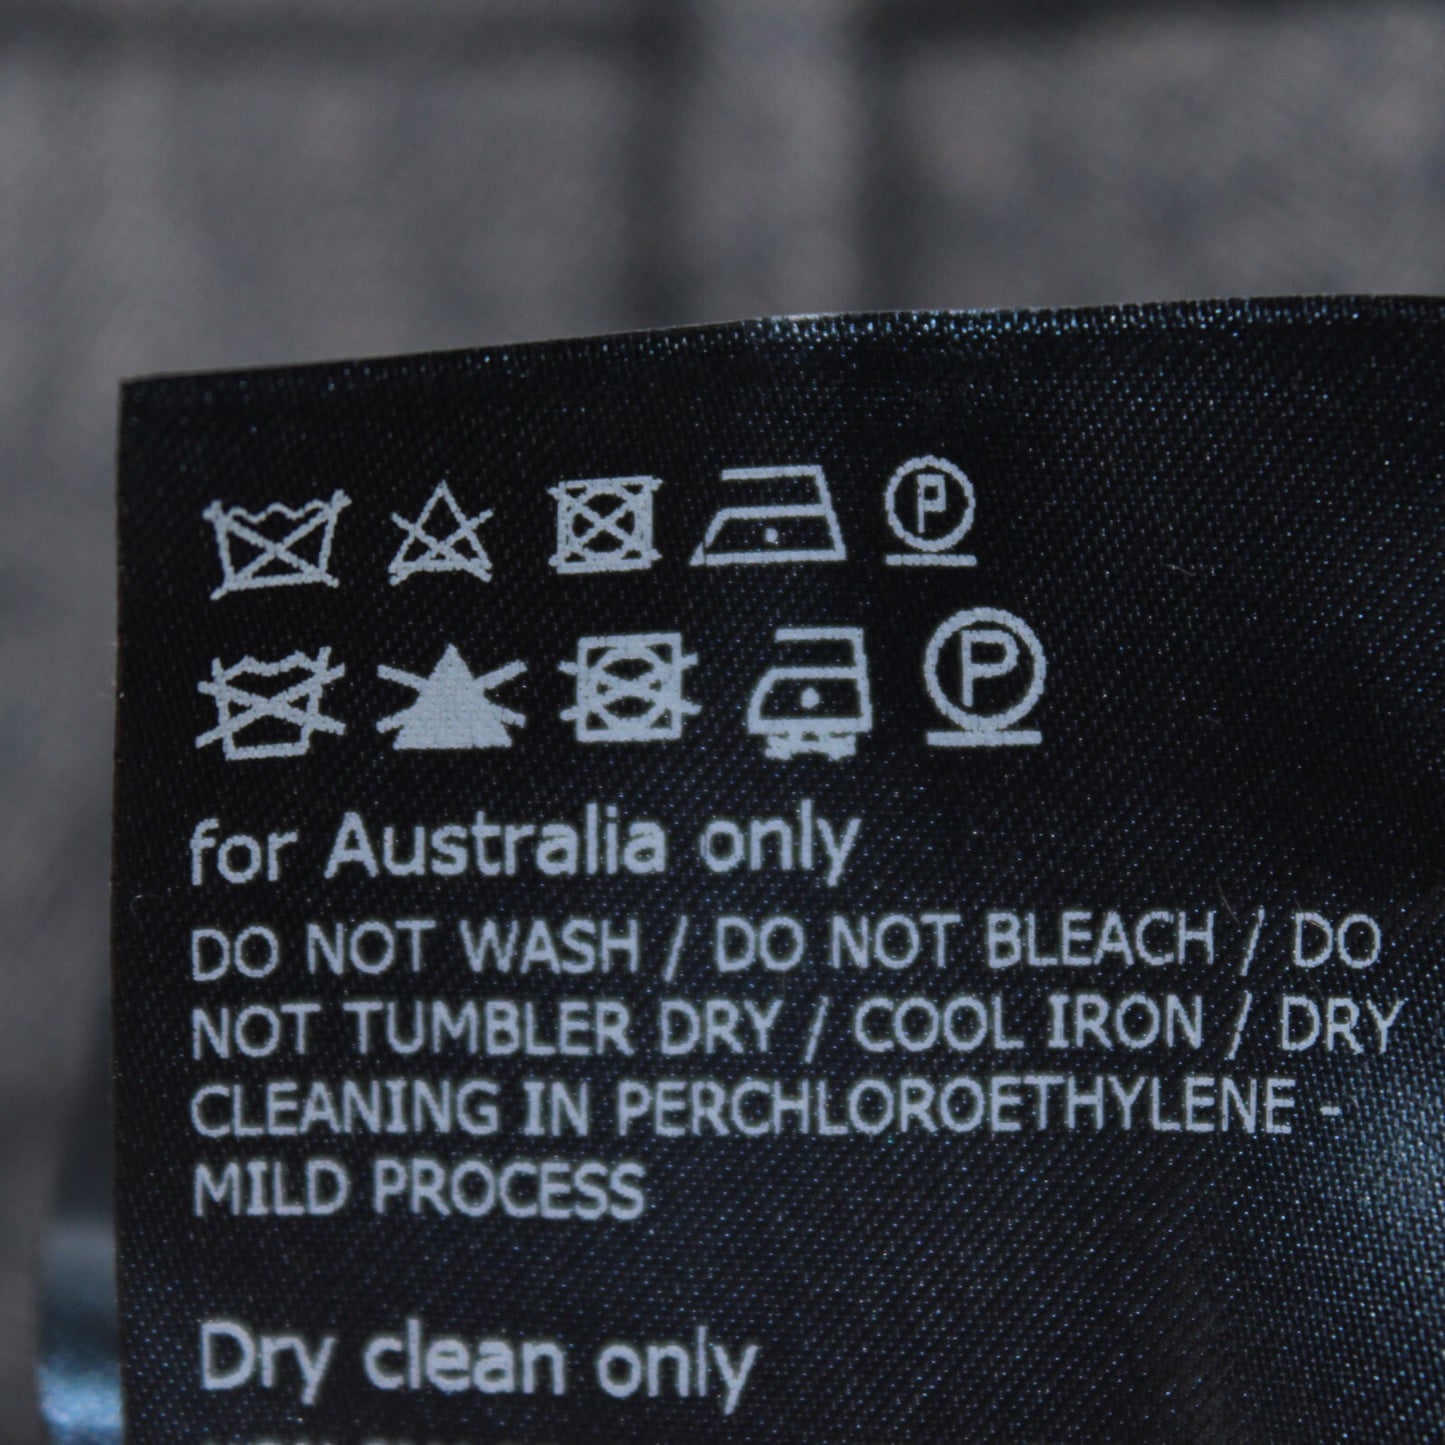 P
P
for Australia only
DO NOT WASH / DO NOT BLEACH / DO
NOT TUMBLER DRY / COOL IRON / DRY
CLEANING IN PERCHLOROETHYLENE -
MILD PROCESS
Dry clean only